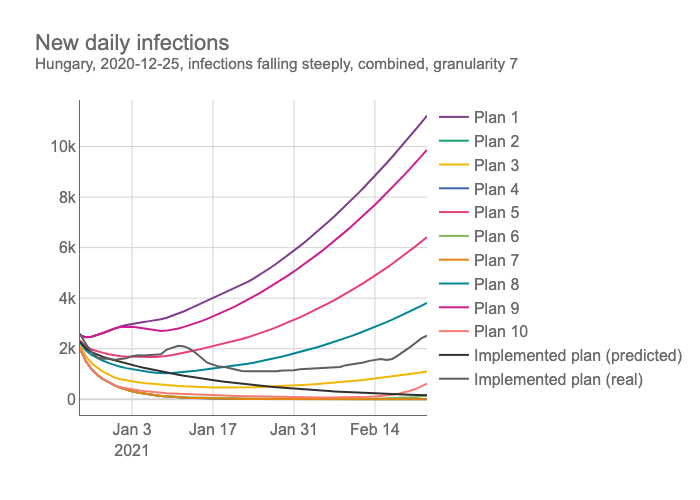 New daily infections
Hungary, 2020-12-25, infections falling steeply, combined, granularity 7
10k
8k
6k
4k
2k
0
Jan 3
2021
Jan 17
Jan 31
Feb 14
Plan 1
Plan 2
Plan 3
Plan 4
Plan 5
Plan 6
Plan 7
Plan 8
Plan 9
Plan 10
Implemented plan (predicted)
Implemented plan (real)